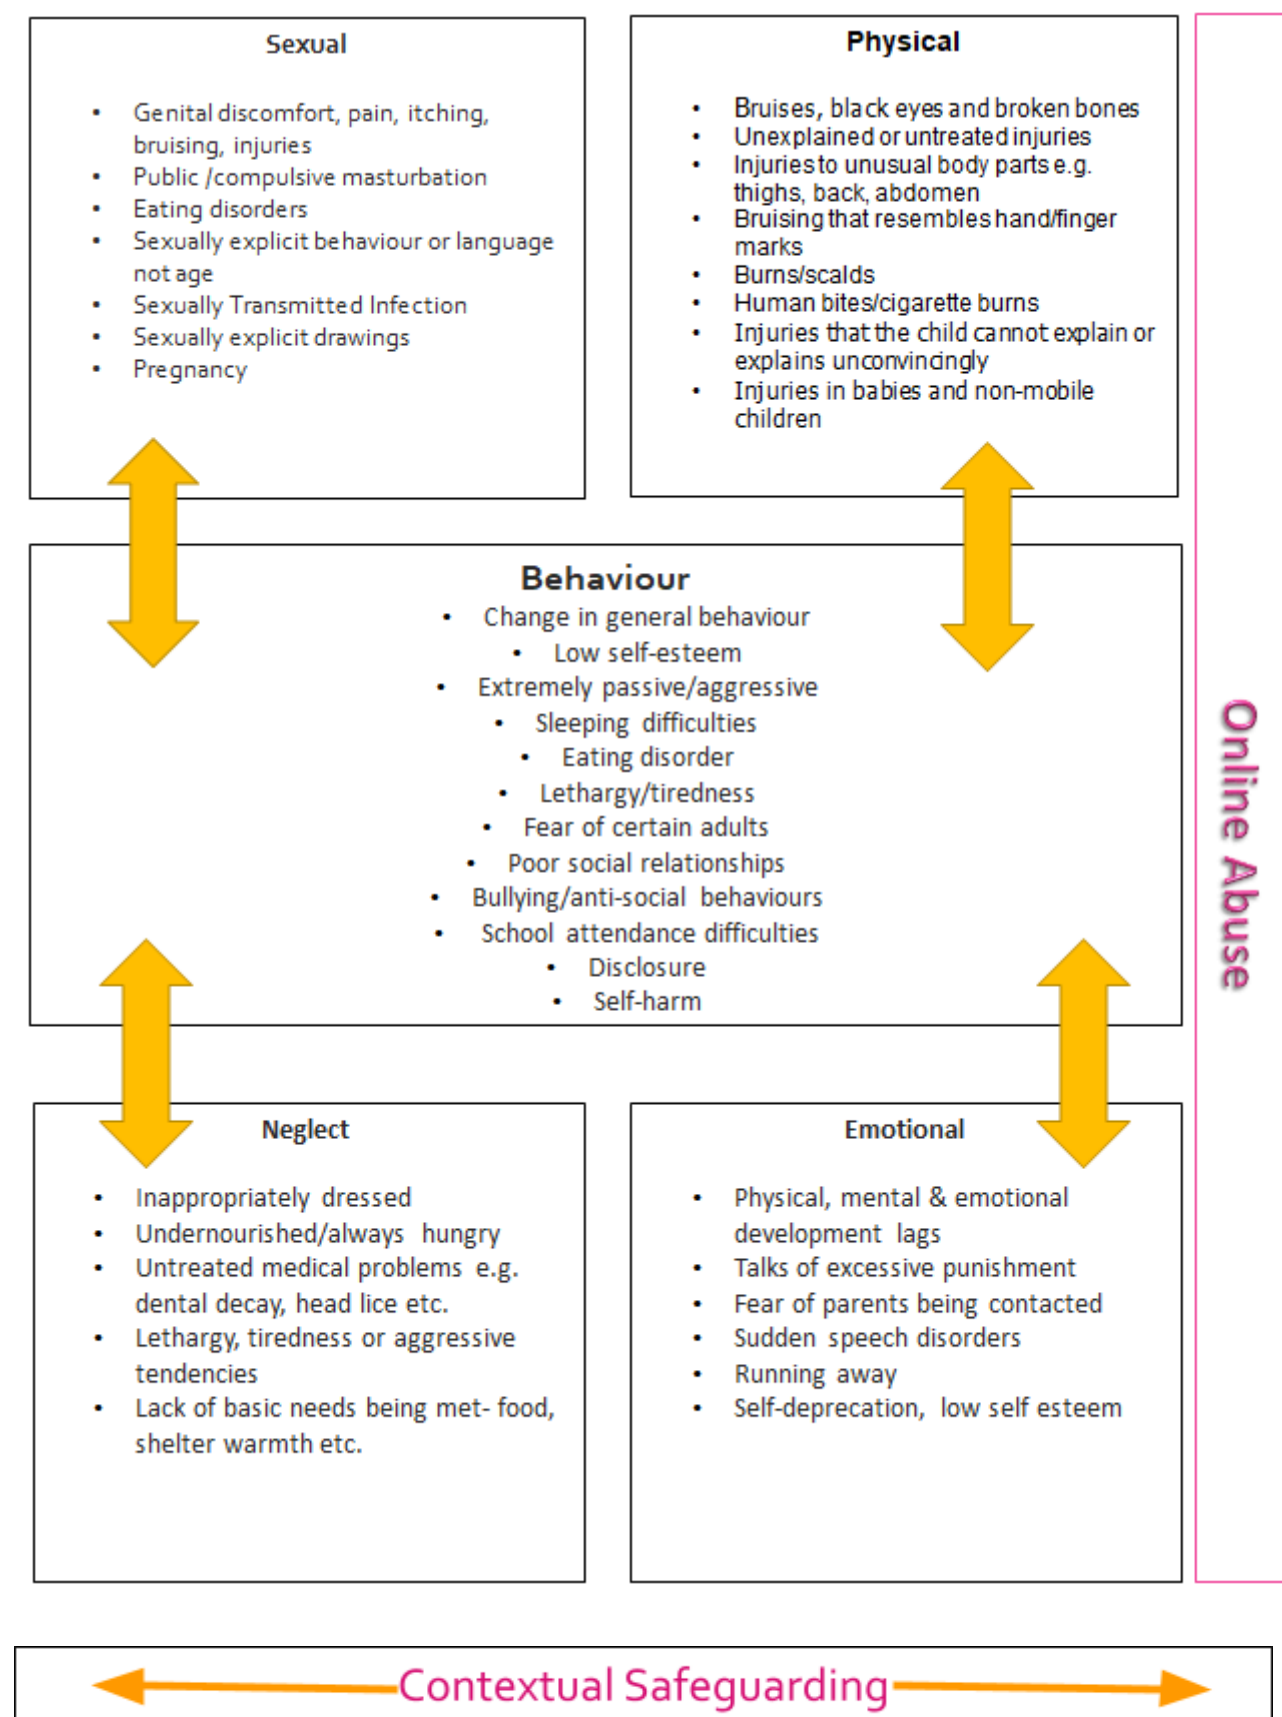 Sexual
• Genital discomfort, pain, itching,
bruising, injuries
• Public /compulsive masturbation
• Eating disorders
• Sexually explicit behaviour or language
not age
• Sexually Transmitted Infection
• Sexually explicit drawings
• Pregnancy
Physical
• Bruises, black eyes and broken bones
• Unexplained or untreated injuries
• Injuries to unusual body parts e.g.
thighs, back, abdomen
• Bruising that resembles hand/finger
marks
• Burns/scalds
• Human bites/cigarette burns
• Injuries that the child cannot explain or
explains unconvincingly
• Injuries in babies and non-mobile
children
Behaviour
• Change in general behaviour
• Low self-esteem
• Extremely passive/aggressive
• Sleeping difficulties
• Eating disorder
• Lethargy/tiredness
• Fear of certain adults
• Poor social relationships
• Bullying/anti-social behaviours
• School attendance difficulties
• Disclosure
• Self-harm
Neglect
• Inappropriately dressed
• Undernourished/always hungry
• Untreated medical problems e.g.
dental decay, head lice etc.
• Lethargy, tiredness or aggressive
tendencies
• Lack of basic needs being met- food,
shelter warmth etc.
Emotional
• Physical, mental & emotional
development lags
• Talks of excessive punishment
• Fear of parents being contacted
• Sudden speech disorders
• Running away
• Self-deprecation, low self esteem
Online Abuse
Contextual Safeguarding